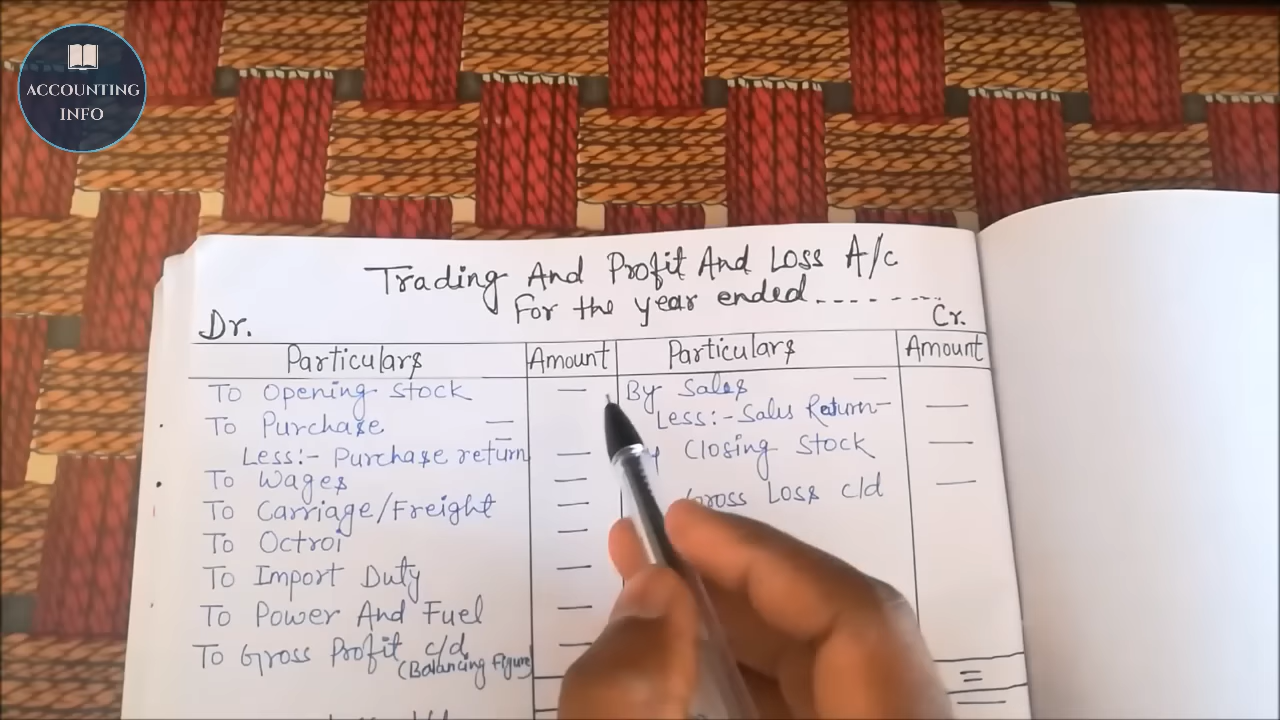 ACCOUNTING
INFO
Trading And Profit And Loss A/c
For the year ended
Dr.
Cr.
Particulars Amount Particulars Amount
To Opening stock
To Purchase
Less:- Purchase return
To Wages
To Carriage/Freight
To Octroi
To Import Duty
To Power And Fuel
To Gross Profit c/d
(Balancing Figure)
By Sales
Less:- Sales Return
Closing Stock
Gross Loss c/d